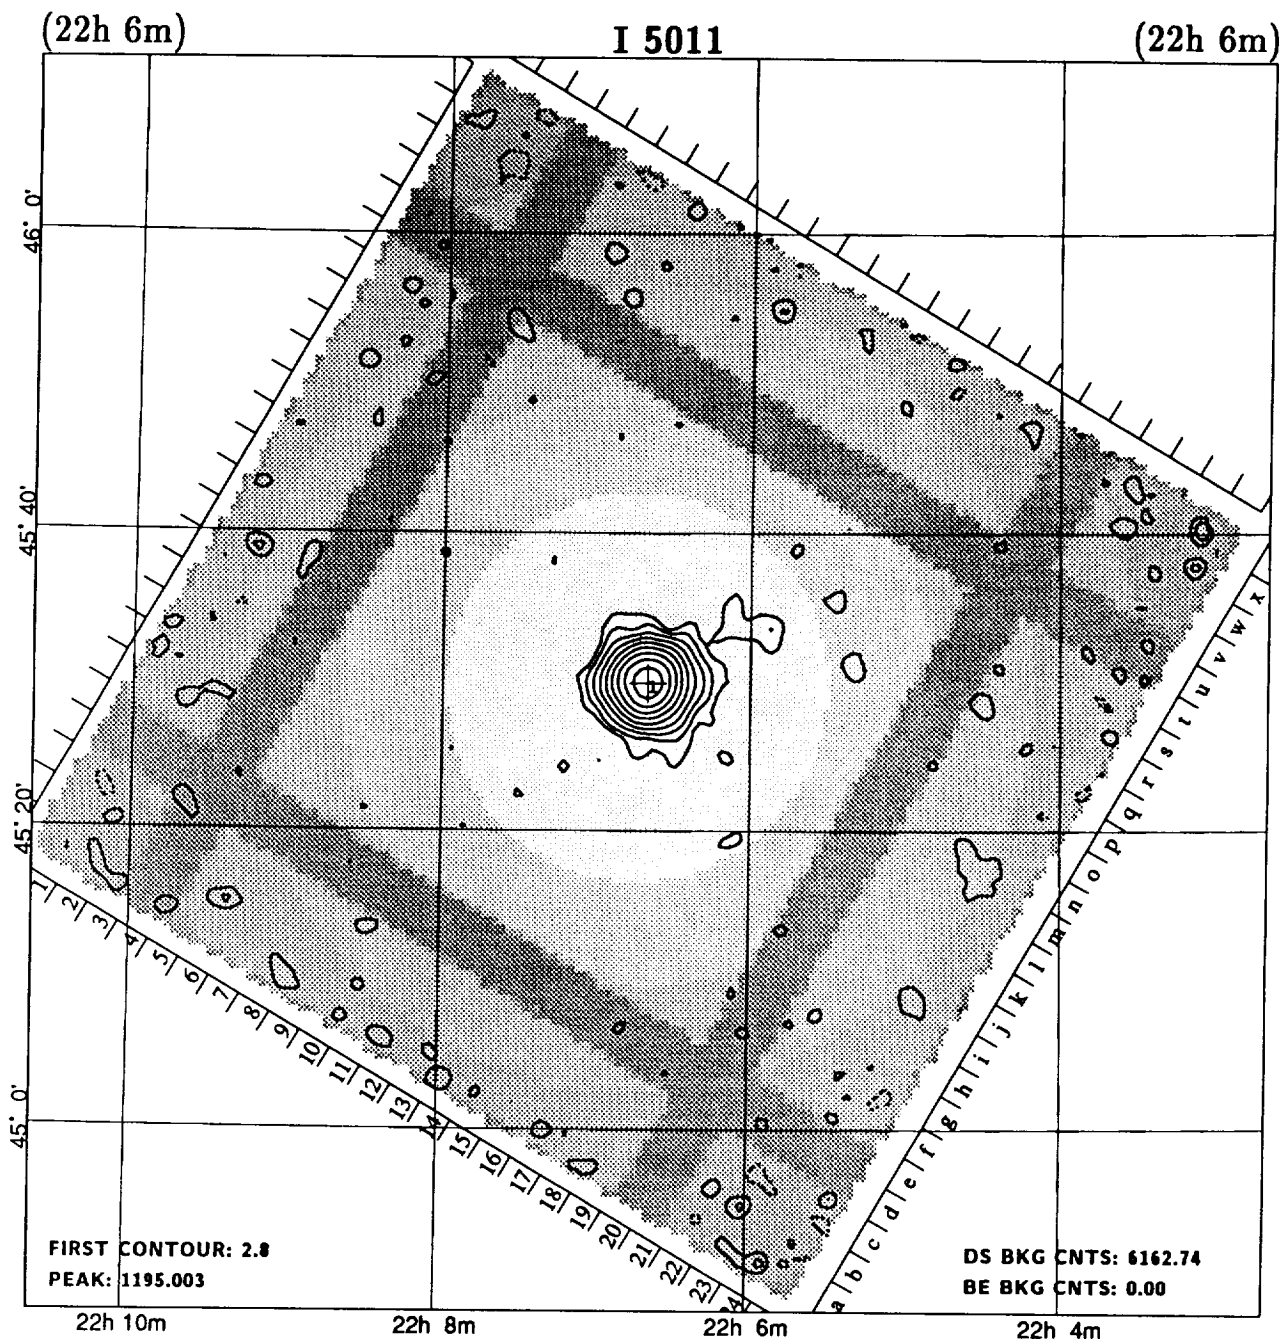 (22h 6m) I 5011 (22h 6m)
46° 0'
45° 40'
45° 20'
45° 0'
1 2 3 4 5 6 7 8 9 10 11 12 13 14 15 16 17 18 19 20 21 22 23 24
a b c d e f g h i j k l m n o p q r s t u v w x
FIRST CONTOUR: 2.8
PEAK: 1195.003
DS BKG CNTS: 6162.74
BE BKG CNTS: 0.00
22h 10m 22h 8m 22h 6m 22h 4m